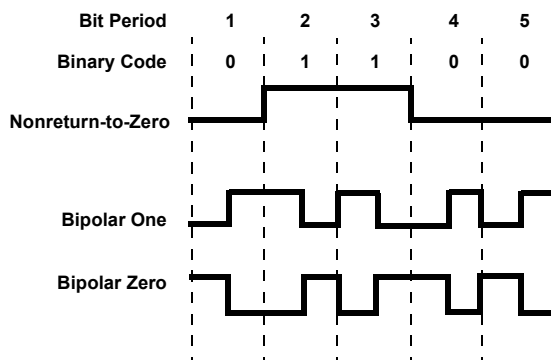 Bit Period 1 2 3 4 5
Binary Code 0 1 1 0 0
Nonreturn-to-Zero
Bipolar One
Bipolar Zero